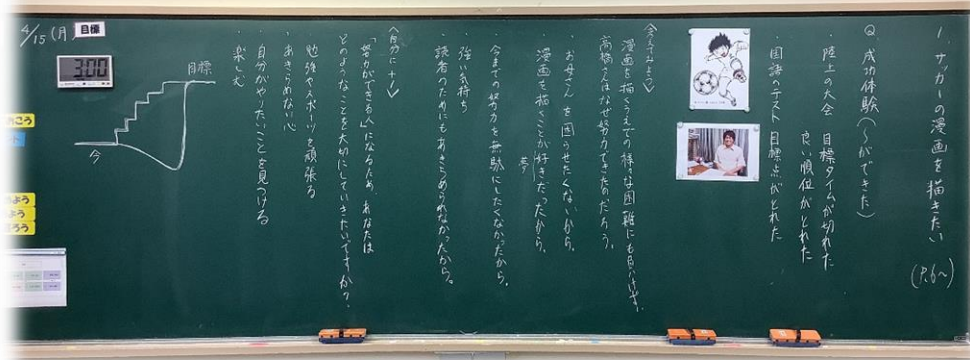 1. サッカーの漫画を描きたい
(P.6〜)
Q 成功体験(〜ができた)
・陸上の大会 目標タイムが切れた
良い順位がとれた
・国語のテスト 目標点がとれた
〈考えてみよう〉
漫画を描くうえでの様々な困難にも負けず、
高橋さんはなぜ努力できたのだろう。
・お母さんを困らせたくないから。
・漫画を描くことが好きだったから。
夢
・今までの努力を無駄にしたくなかったから。
強い気持ち
・読者のためにもあきらめられなかったから。
〈自分に+1〉
「努力ができる人」になるため、あなたは
どのようなことを大切にしていきたいですか?
・勉強やスポーツを頑張る
・あきらめない心
・自分がやりたいことを見つける
・楽しむ
目標
今
4/15(月)
目標
3:00